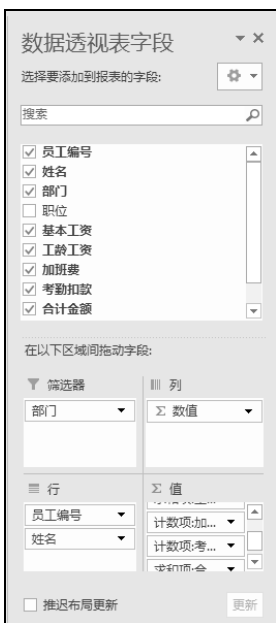 数据透视表字段
选择要添加到报表的字段:
搜索
员工编号
姓名
部门
职位
基本工资
工龄工资
加班费
考勤扣款
合计金额
在以下区域间拖动字段:
筛选器
列
部门
Σ 数值
行
Σ 值
员工编号
计数项:加...
姓名
计数项:考...
求和项:合
推迟布局更新
更新